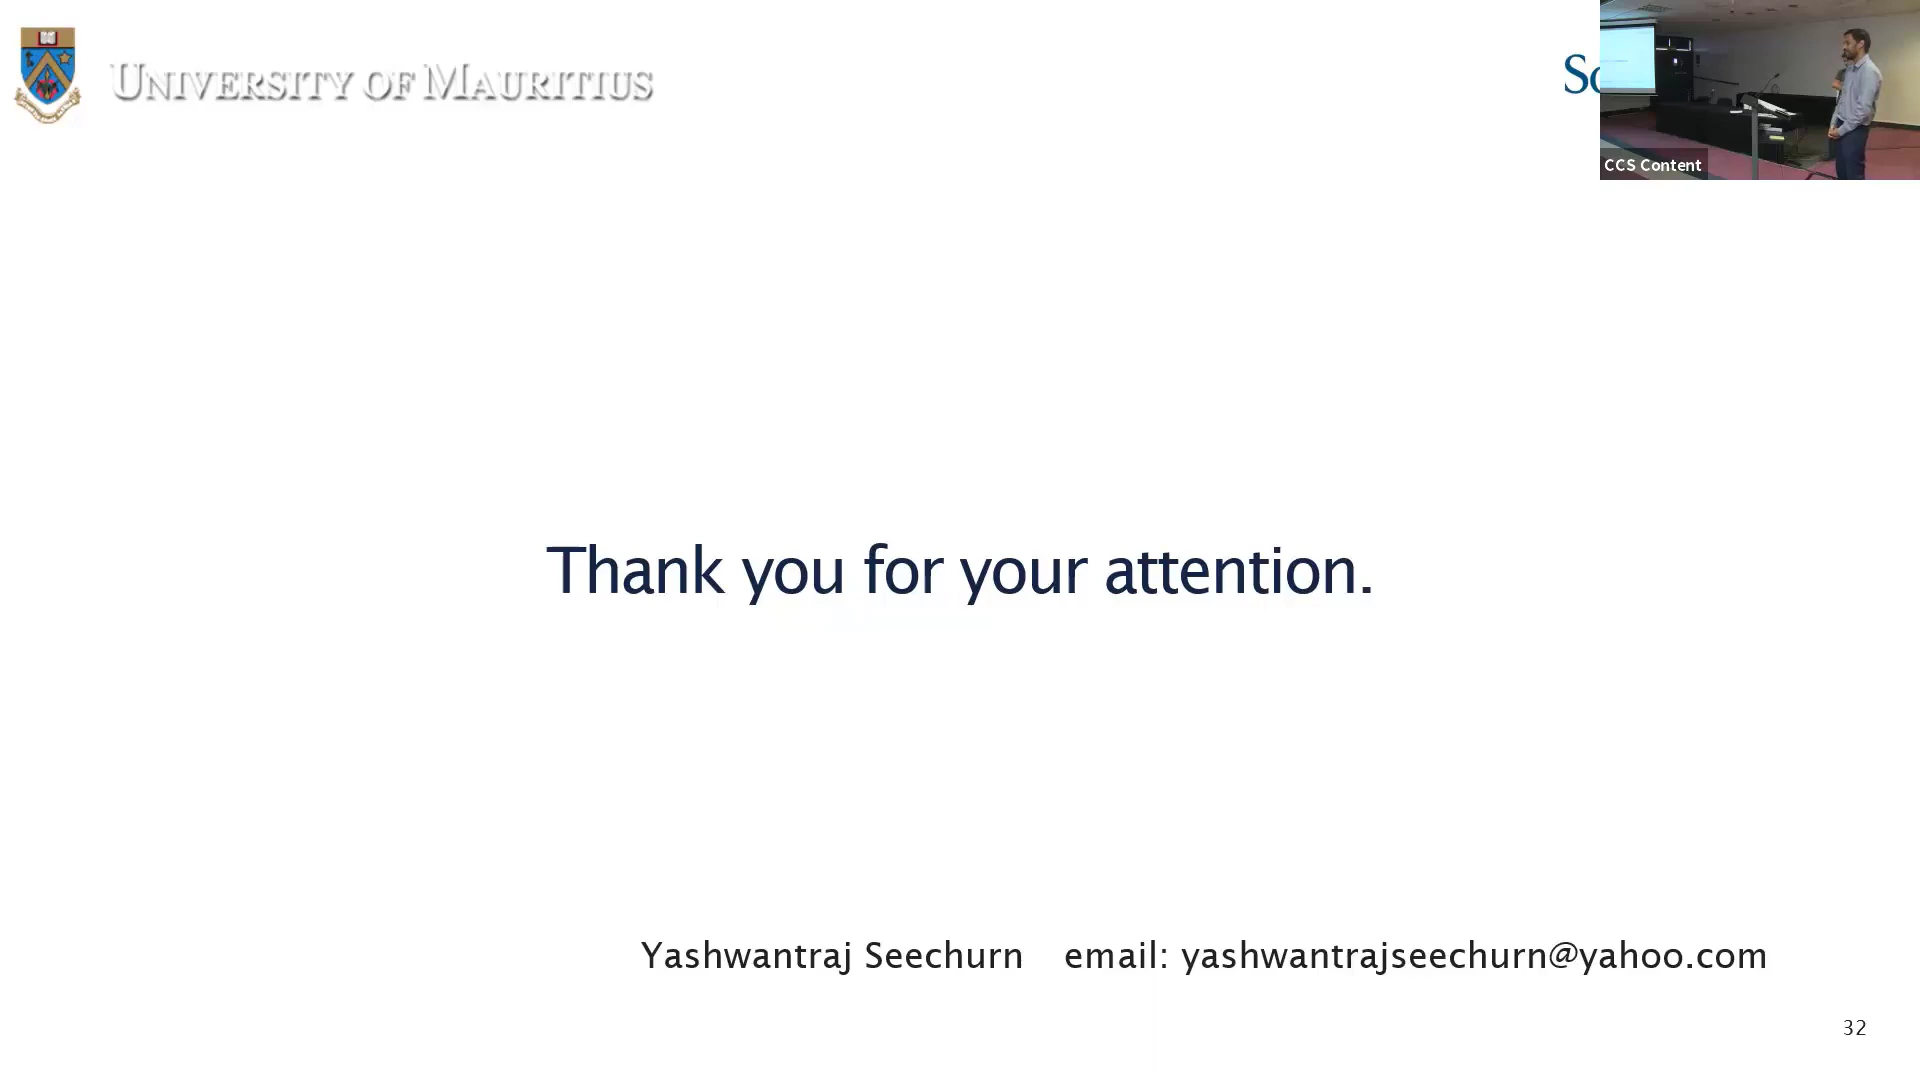 UNIVERSITY OF MAURITIUS
CCS Content
Thank you for your attention.
Yashwantraj Seechurn email: yashwantrajseechurn@yahoo.com
32